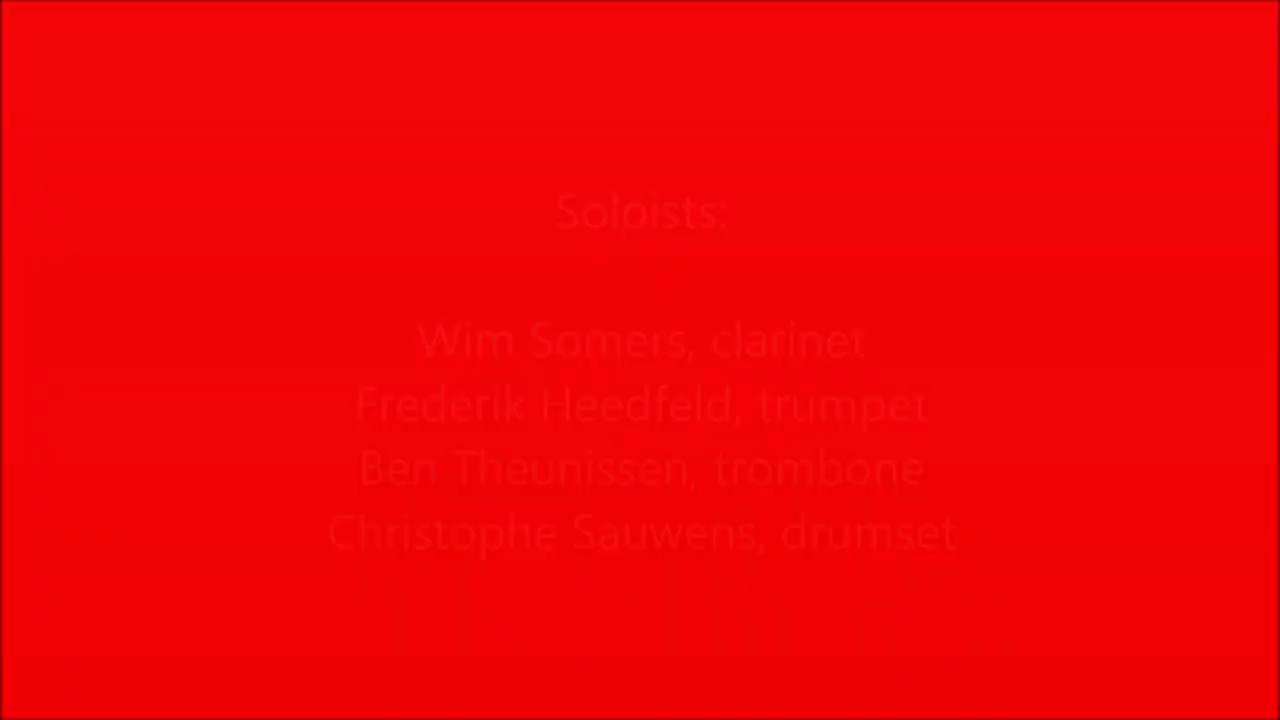 Soloists:
Wim Somers, clarinet
Frederik Heedfeld, trumpet
Ben Theunissen, trombone
Christophe Sauwens, drumset